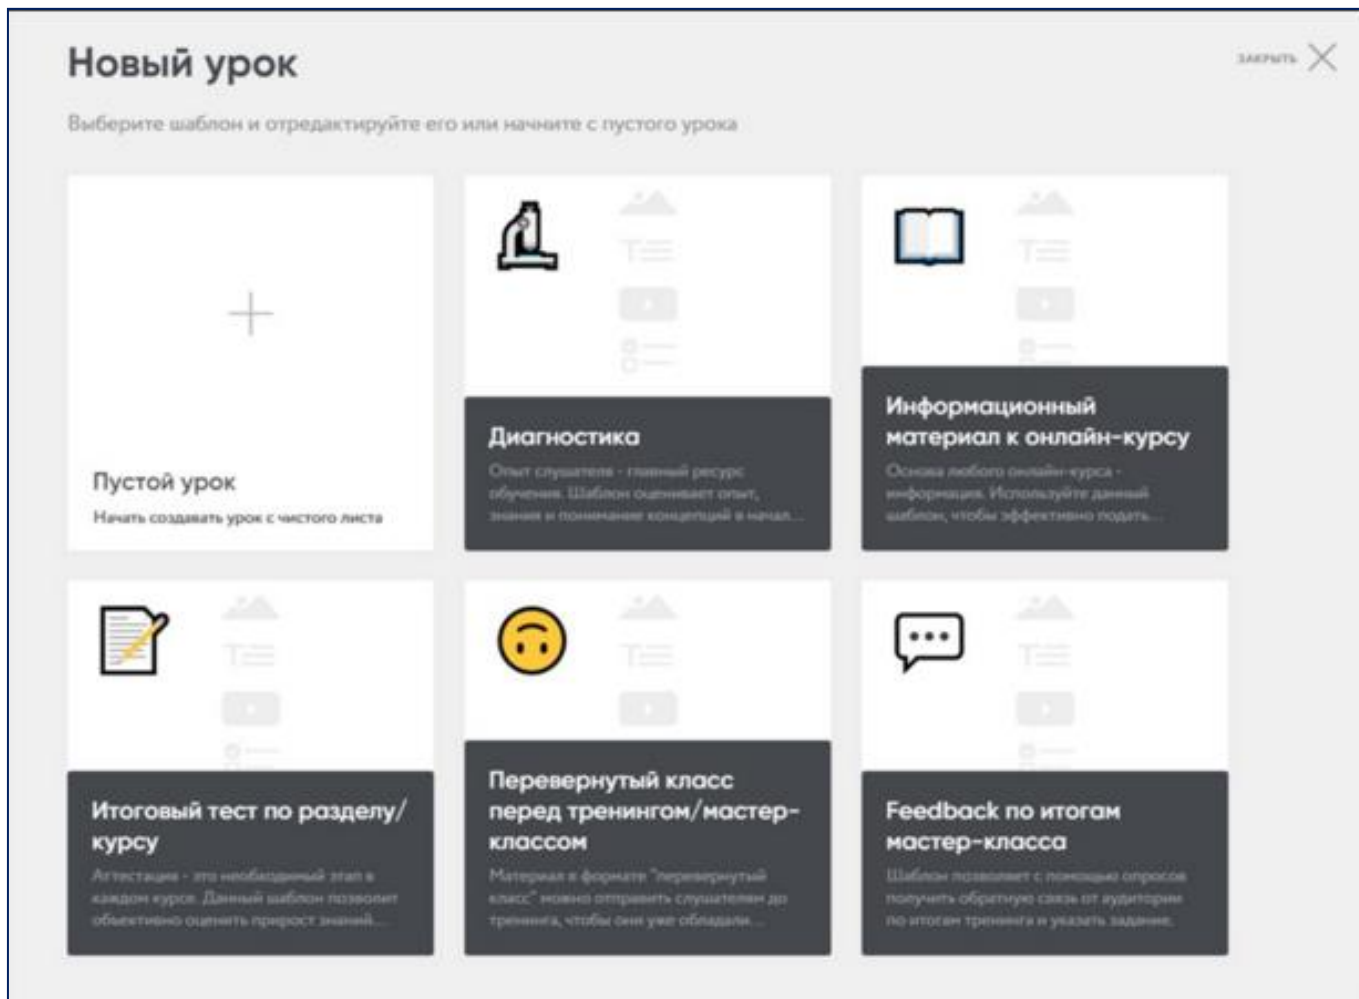 Новый урок
ЗАКРЫТЬ
Выберите шаблон и отредактируйте его или начните с пустого урока
Пустой урок
Начать создавать урок с чистого листа
Диагностика
Опыт слушателя - главный ресурс
обучения. Шаблон оценивает опыт,
знания и понимание концепций в начал...
Информационный
материал к онлайн-курсу
Основа любого онлайн-курса -
информация. Используйте данный
шаблон, чтобы эффективно подать...
Итоговый тест по разделу/
курсу
Аттестация - это необходимый этап в
каждом курсе. Данный шаблон позволит
объективно оценить прирост знаний...
Перевернутый класс
перед тренингом/мастер-
классом
Материал в формате "перевернутый
класс" можно отправить слушателям до
тренинга, чтобы они уже обладали...
Feedback по итогам
мастер-класса
Шаблон позволяет с помощью опросов
получить обратную связь от аудитории
по итогам тренинга и указать задание.